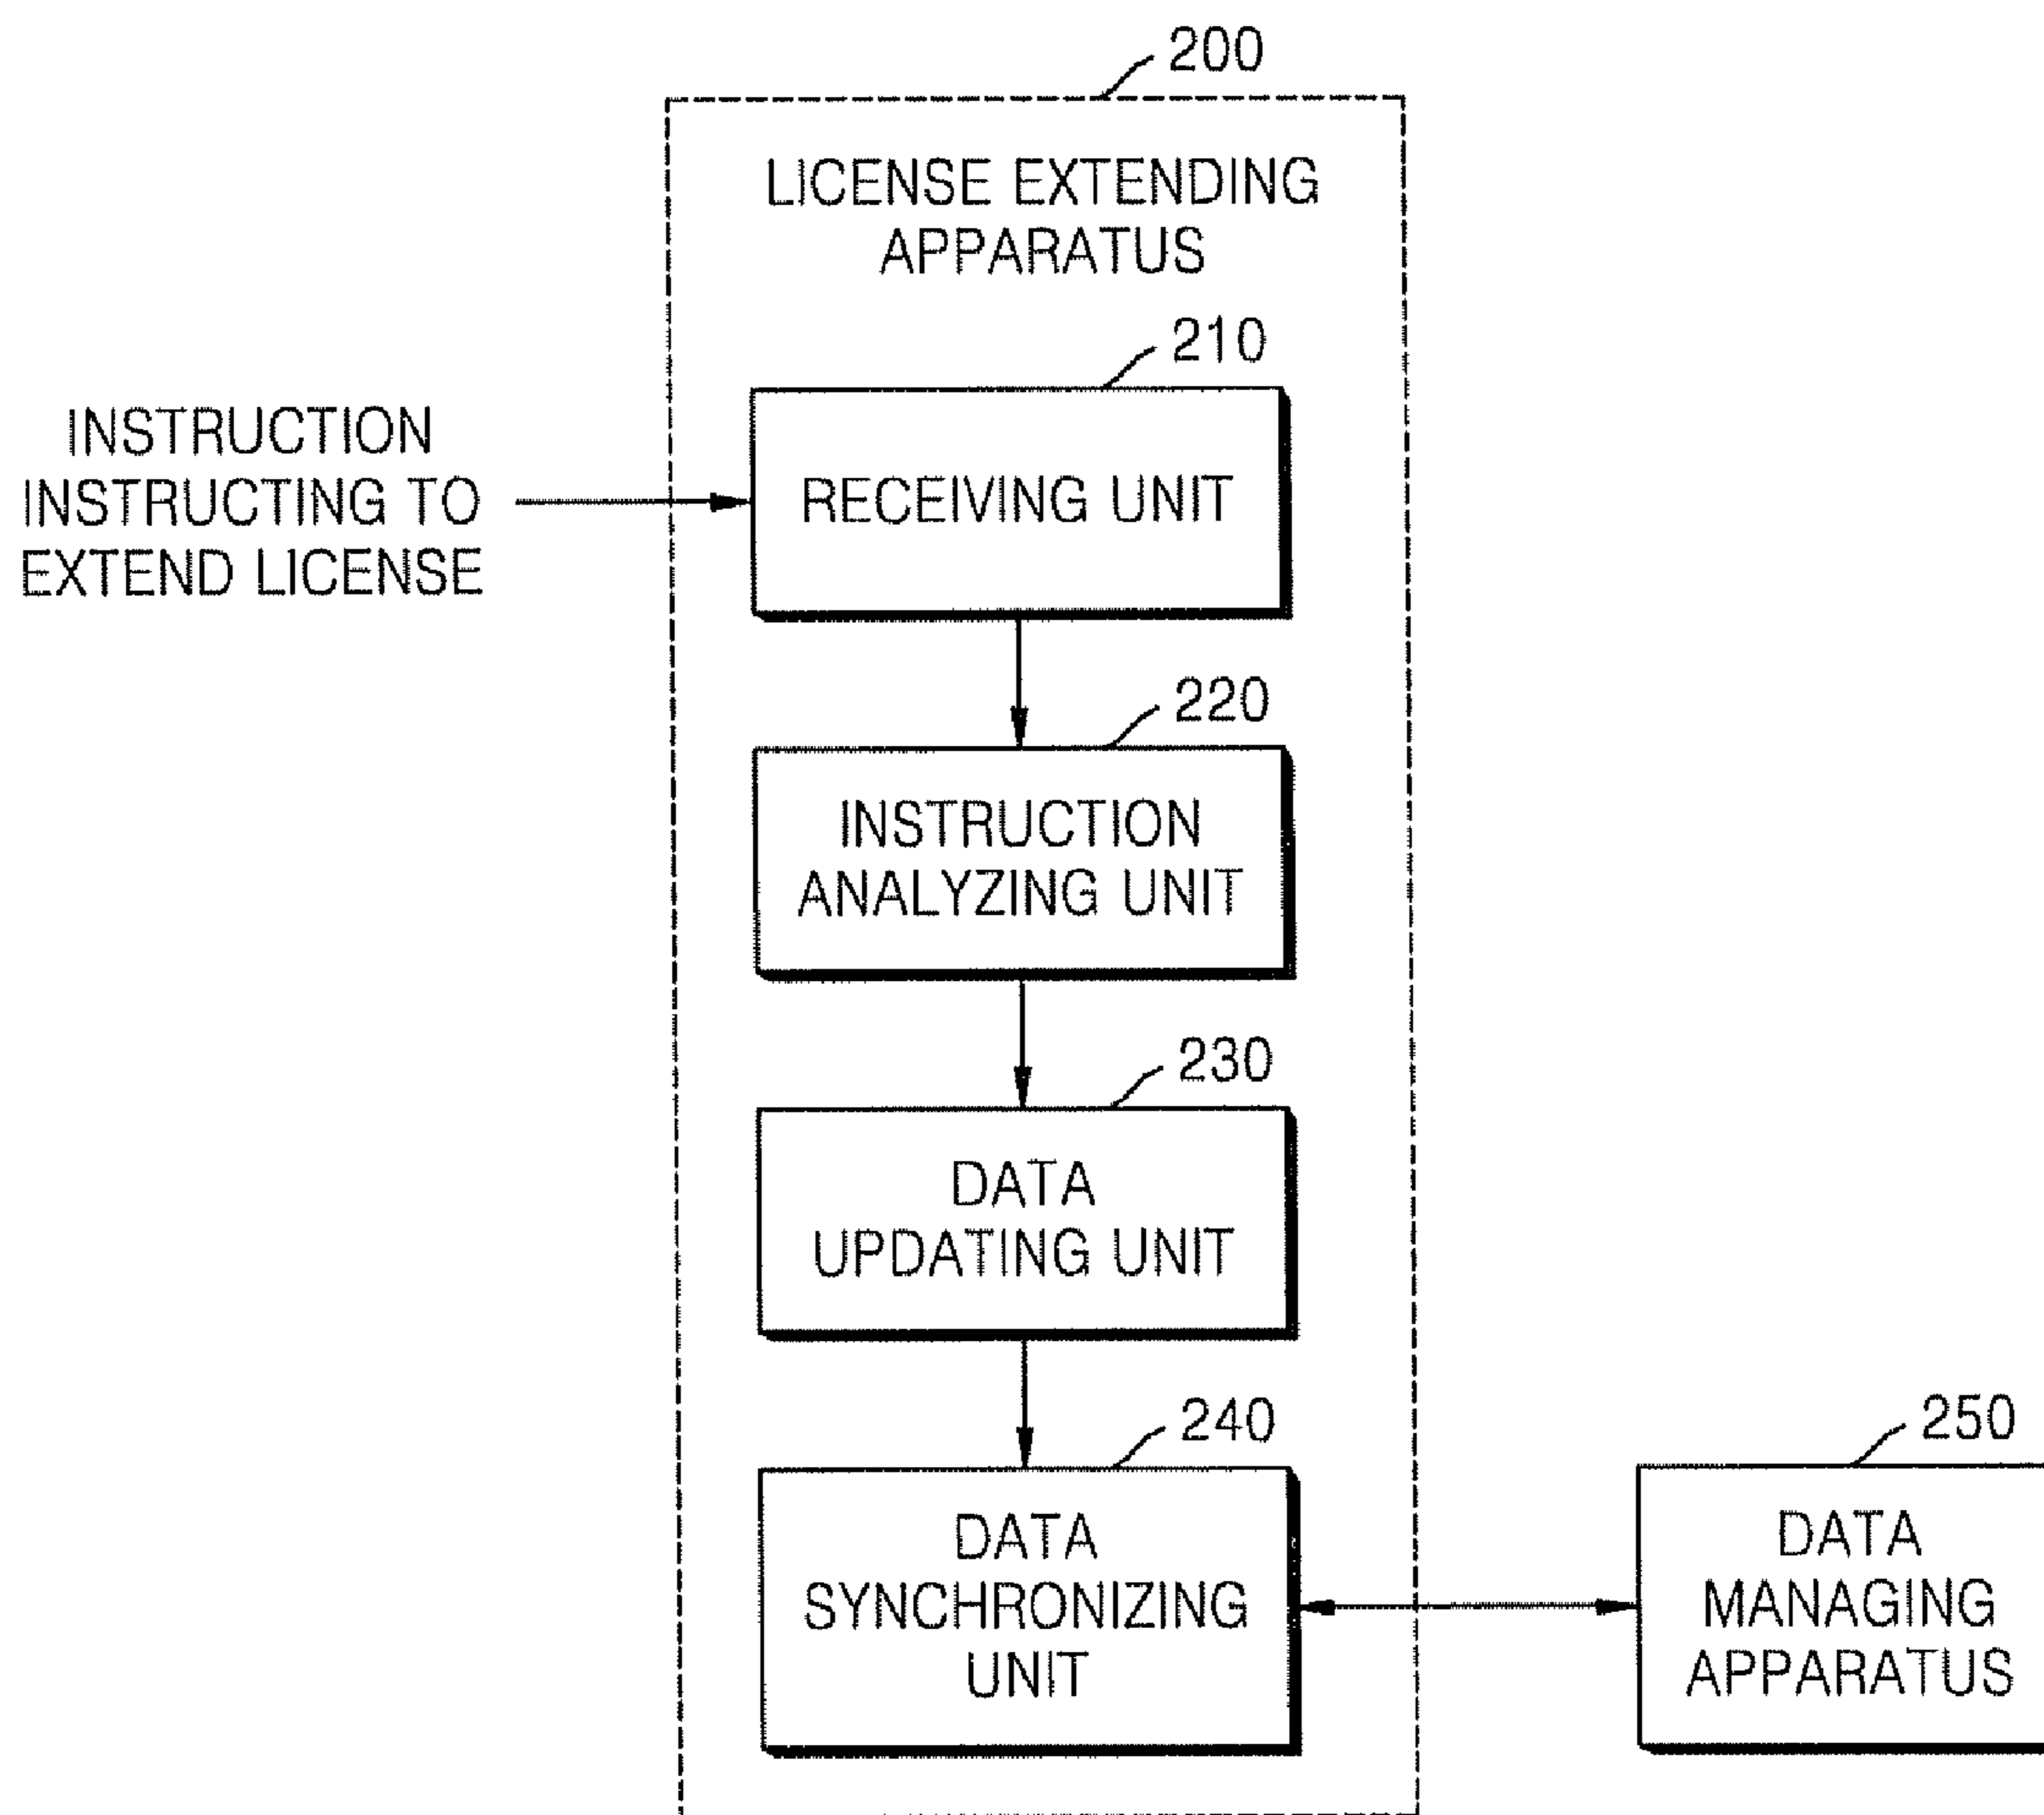 200
LICENSE EXTENDING
APPARATUS
210
INSTRUCTION
INSTRUCTING TO
EXTEND LICENSE
RECEIVING UNIT
220
INSTRUCTION
ANALYZING UNIT
230
DATA
UPDATING UNIT
240
DATA
SYNCHRONIZING
UNIT
250
DATA
MANAGING
APPARATUS